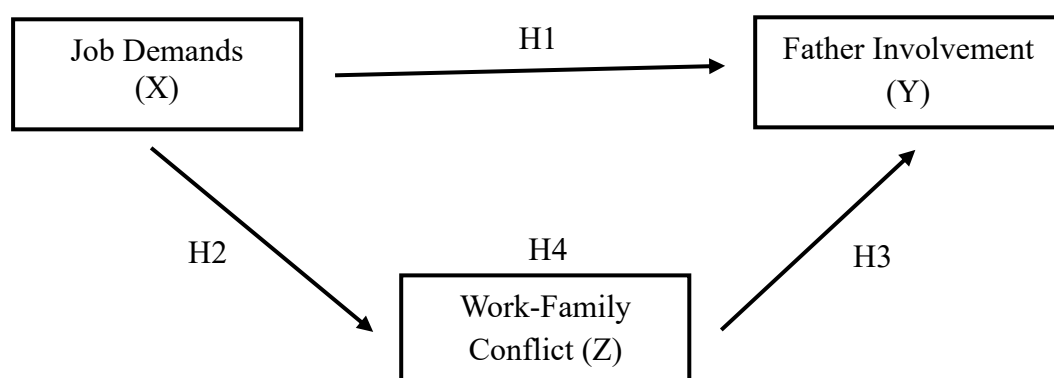 H1
Job Demands
(X)
Father Involvement
(Y)
H2
H4
H3
Work-Family
Conflict (Z)